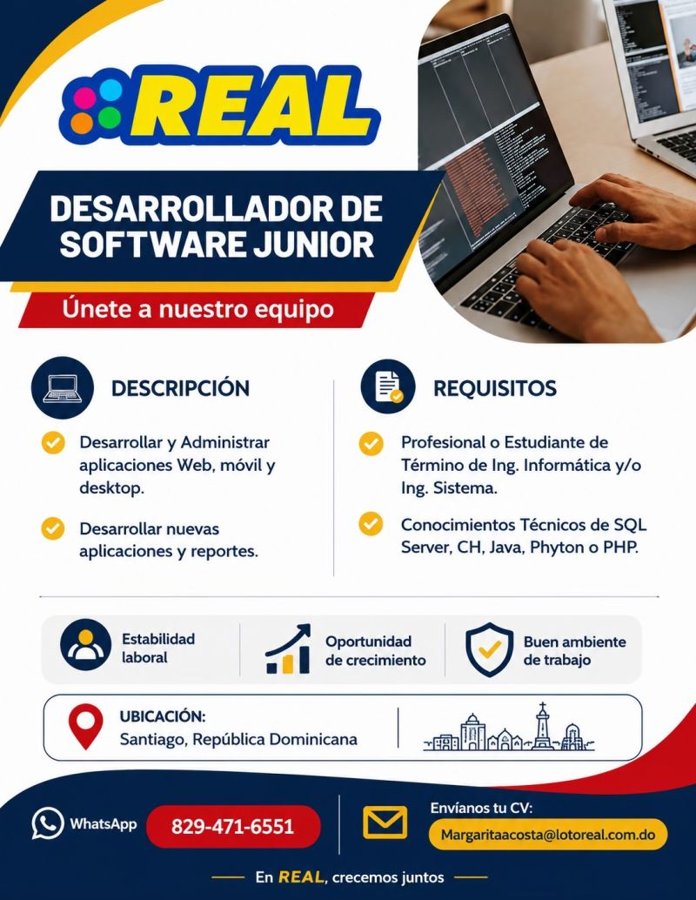 REAL
DESARROLLADOR DE
SOFTWARE JUNIOR
Únete a nuestro equipo
DESCRIPCIÓN
Desarrollar y Administrar
aplicaciones Web, móvil y
desktop.
Desarrollar nuevas
aplicaciones y reportes.
REQUISITOS
Profesional o Estudiante de
Término de Ing. Informática y/o
Ing. Sistema.
Conocimientos Técnicos de SQL
Server, CH, Java, Phyton o PHP.
Estabilidad
laboral
Oportunidad
de crecimiento
Buen ambiente
de trabajo
UBICACIÓN:
Santiago, República Dominicana
WhatsApp
829-471-6551
Envíanos tu CV:
Margaritaacosta@lotoreal.com.do
En REAL, crecemos juntos